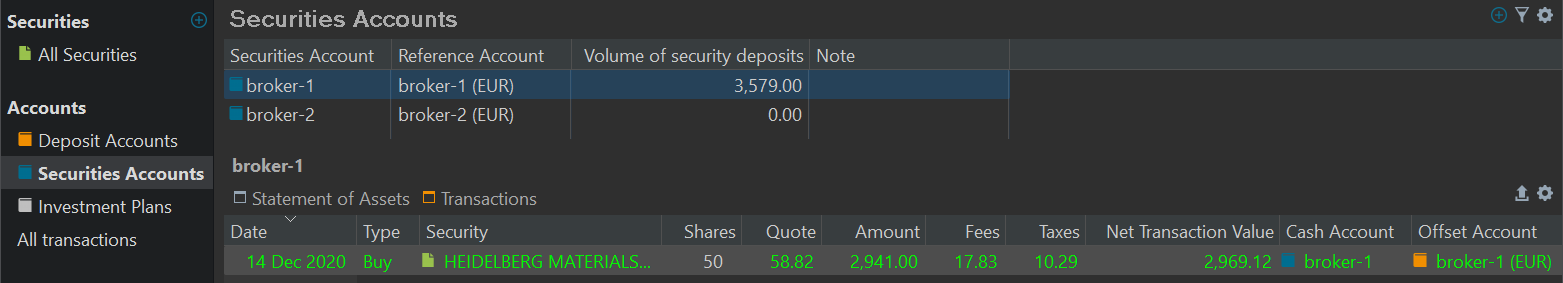 Securities
All Securities
Accounts
Deposit Accounts
Securities Accounts
Investment Plans
All transactions
Securities Accounts
Securities Account Reference Account Volume of security deposits Note
broker-1 broker-1 (EUR) 3,579.00
broker-2 broker-2 (EUR) 0.00
broker-1
Statement of Assets Transactions
Date Type Security Shares Quote Amount Fees Taxes Net Transaction Value Cash Account Offset Account
14 Dec 2020 Buy HEIDELBERG MATERIALS... 50 58.82 2,941.00 17.83 10.29 2,969.12 broker-1 broker-1 (EUR)